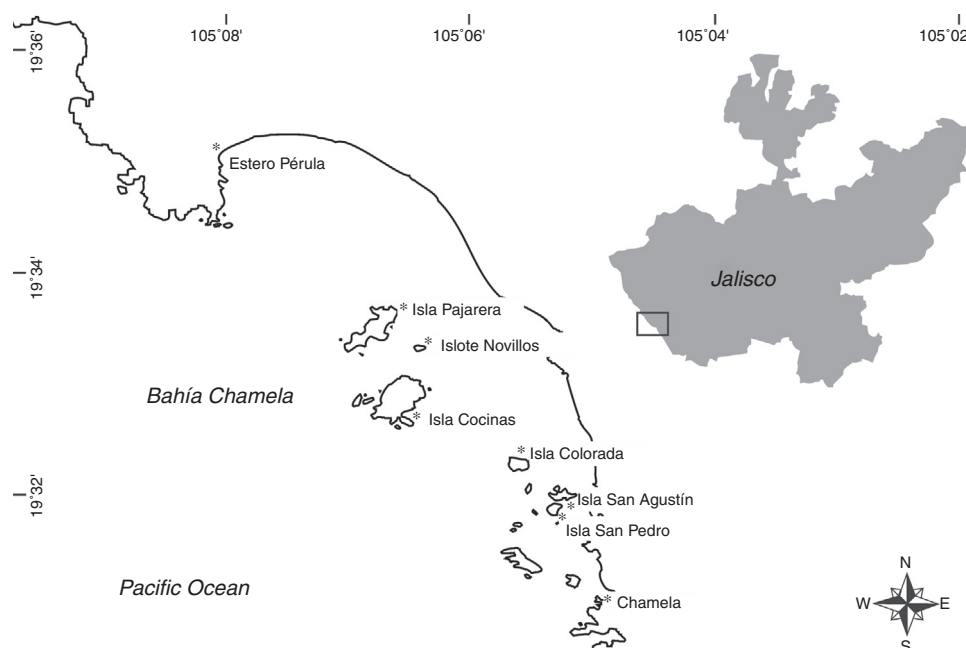 105°08'
105°06'
105°04'
105°02'
19°36'
Estero Pérula
19°34'
Jalisco
Isla Pajarera
Islote Novillos
Bahía Chamela
Isla Cocinas
Isla Colorada
19°32'
Isla San Agustín
Isla San Pedro
Pacific Ocean
Chamela
N
W
E
S